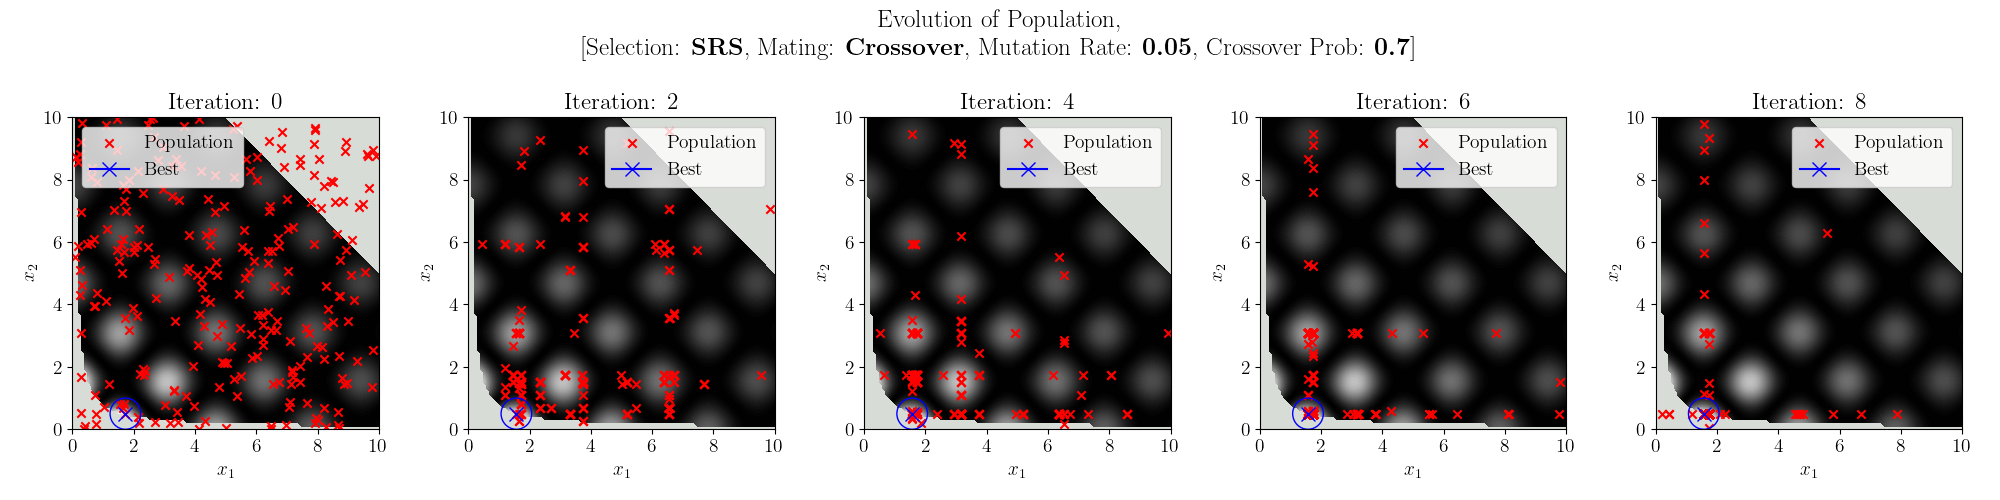 Evolution of Population,
[Selection: SRS, Mating: Crossover, Mutation Rate: 0.05, Crossover Prob: 0.7]
Iteration: 0
10
8
6
4
2
0
x2
0 2 4 6 8 10
x1
Population
Best
Iteration: 2
10
8
6
4
2
0
x2
0 2 4 6 8 10
x1
Population
Best
Iteration: 4
10
8
6
4
2
0
x2
0 2 4 6 8 10
x1
Population
Best
Iteration: 6
10
8
6
4
2
0
x2
0 2 4 6 8 10
x1
Population
Best
Iteration: 8
10
8
6
4
2
0
x2
0 2 4 6 8 10
x1
Population
Best